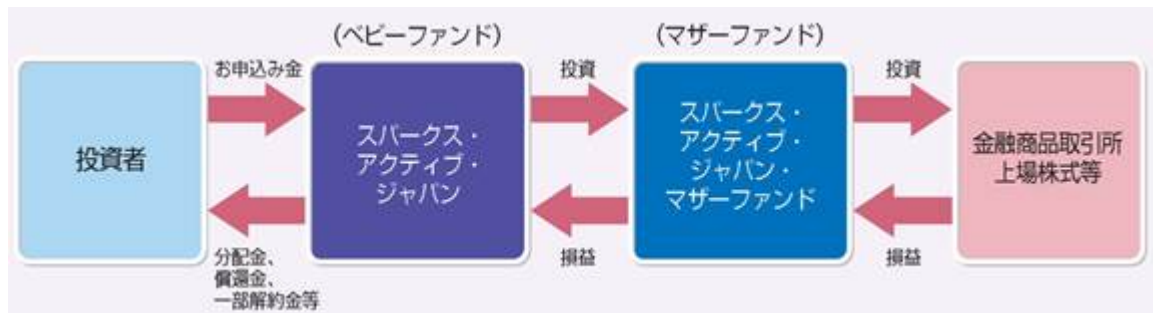 (ベビーファンド)
(マザーファンド)
お申込み金
投資
投資
投資者
スパークス・
アクティブ・
ジャパン
スパークス・
アクティブ・
ジャパン・
マザーファンド
金融商品取引所
上場株式等
分配金、
償還金、
一部解約金等
損益
損益